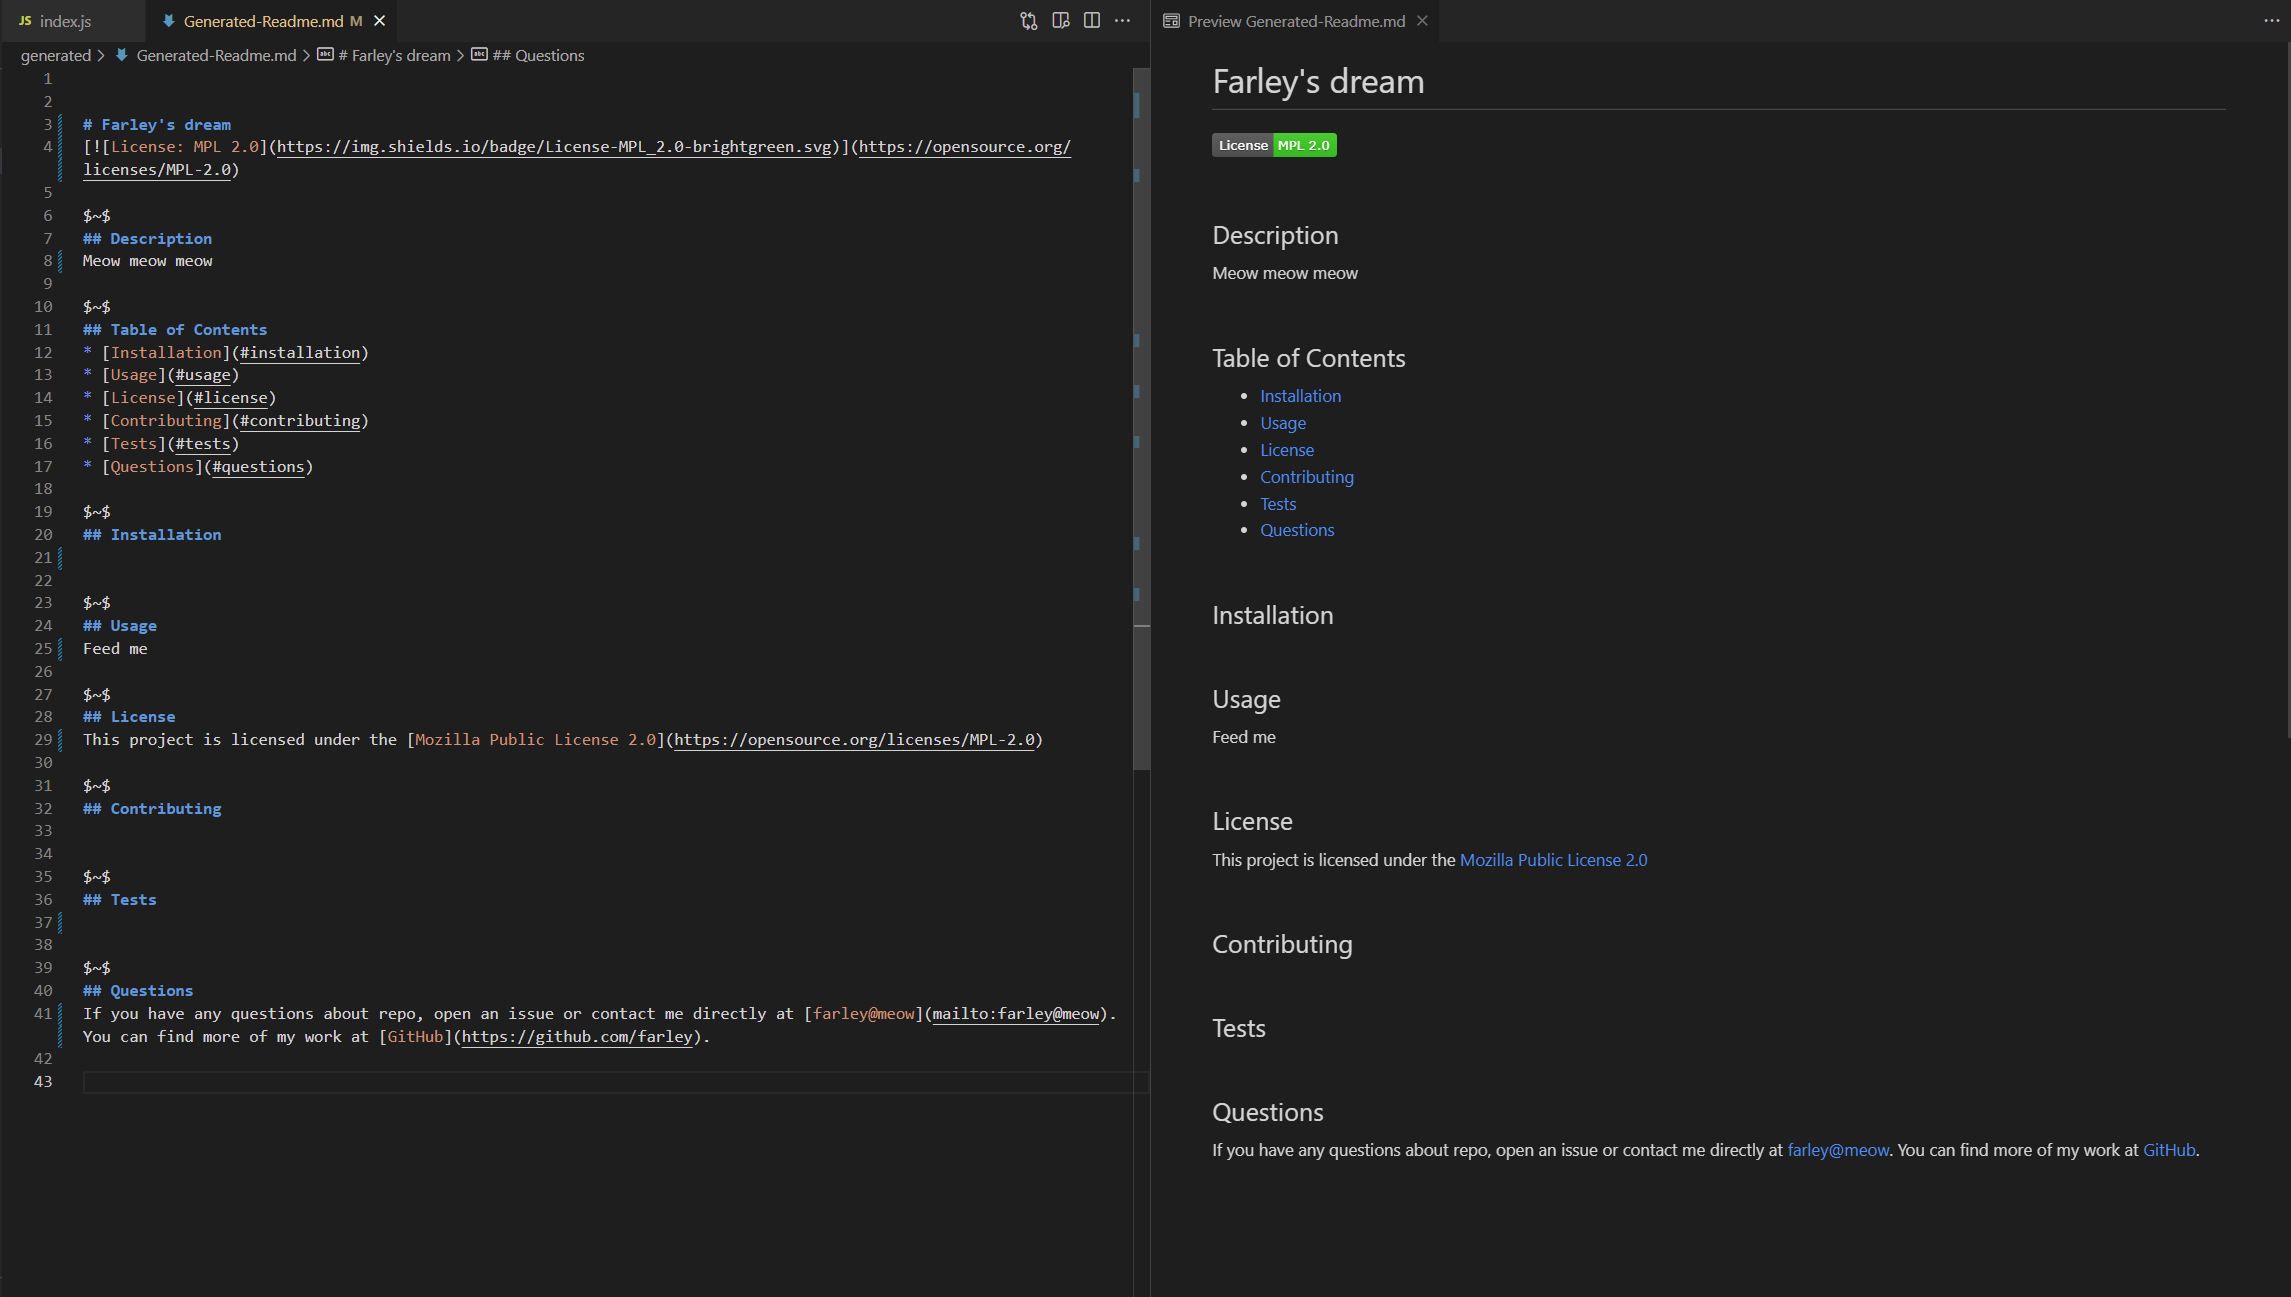 JS index.js
Generated-Readme.md M
generated > Generated-Readme.md > # Farley's dream > ## Questions
1
2
3 # Farley's dream
4 [![License: MPL 2.0](https://img.shields.io/badge/License-MPL_2.0-brightgreen.svg)](https://opensource.org/
licenses/MPL-2.0)
5
6 $~$
7 ## Description
8 Meow meow meow
9
10 $~$
11 ## Table of Contents
12 * [Installation](#installation)
13 * [Usage](#usage)
14 * [License](#license)
15 * [Contributing](#contributing)
16 * [Tests](#tests)
17 * [Questions](#questions)
18
19 $~$
20 ## Installation
21
22
23 $~$
24 ## Usage
25 Feed me
26
27 $~$
28 ## License
29 This project is licensed under the [Mozilla Public License 2.0](https://opensource.org/licenses/MPL-2.0)
30
31 $~$
32 ## Contributing
33
34
35 $~$
36 ## Tests
37
38
39 $~$
40 ## Questions
41 If you have any questions about repo, open an issue or contact me directly at [farley@meow](mailto:farley@meow).
You can find more of my work at [GitHub](https://github.com/farley).
42
43
Preview Generated-Readme.md
Farley's dream
License MPL 2.0
Description
Meow meow meow
Table of Contents
• Installation
• Usage
• License
• Contributing
• Tests
• Questions
Installation
Usage
Feed me
License
This project is licensed under the Mozilla Public License 2.0
Contributing
Tests
Questions
If you have any questions about repo, open an issue or contact me directly at farley@meow. You can find more of my work at GitHub.